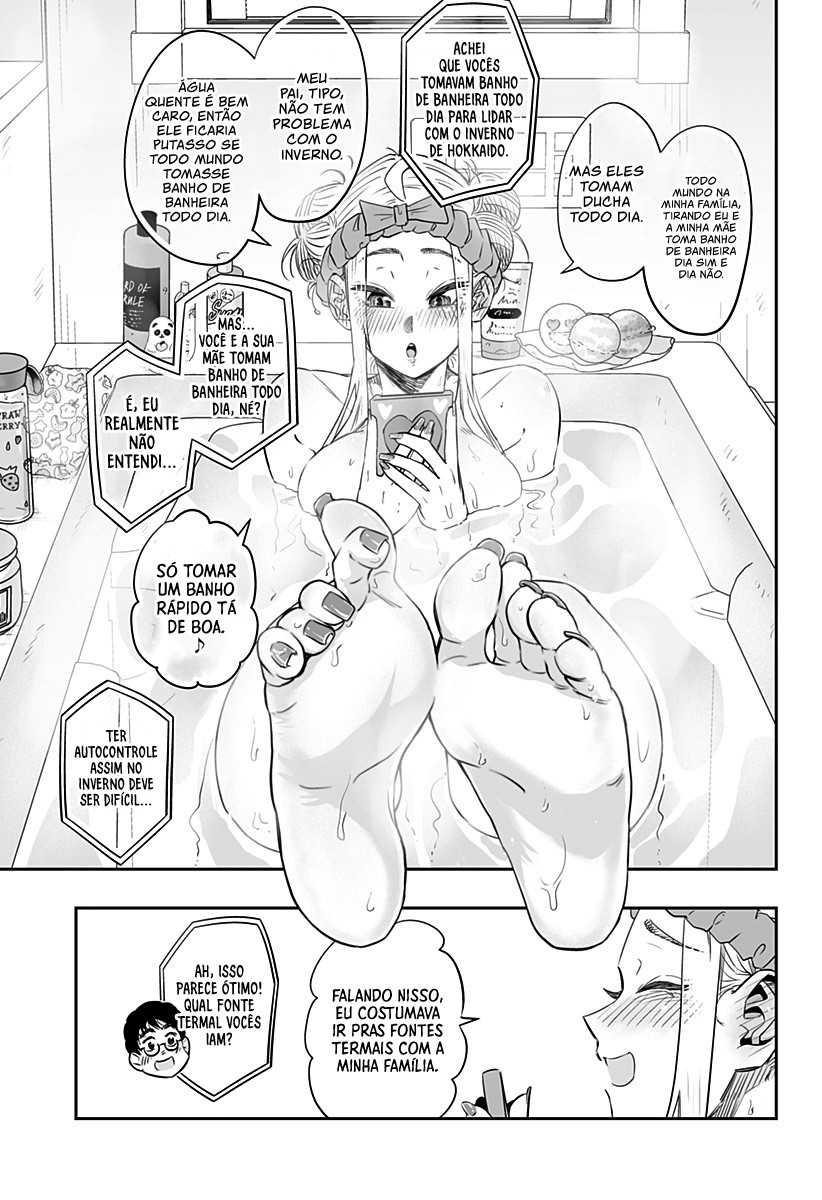 ACHEI
QUE VOCÊS
TOMAVAM BANHO
DE BANHEIRA TODO
DIA PARA LIDAR
COM O INVERNO
DE HOKKAIDO.
TODO
MUNDO NA
MINHA FAMÍLIA,
TIRANDO EU E
A MINHA MÃE
TOMA BANHO
DE BANHEIRA
DIA SIM E
DIA NÃO.
MAS ELES
TOMAM
DUCHA
TODO DIA.
MEU
PAI, TIPO,
NÃO TEM
PROBLEMA
COM O
INVERNO.
ÁGUA
QUENTE É BEM
CARO, ENTÃO
ELE FICARIA
PUTASSO SE
TODO MUNDO
TOMASSE
BANHO DE
BANHEIRA
TODO DIA.
MAS...
VOCÊ E A SUA
MÃE TOMAM
BANHO DE
BANHEIRA TODO
DIA, NÉ?
É, EU
REALMENTE
NÃO
ENTENDI...
SÓ TOMAR
UM BANHO
RÁPIDO TÁ
DE BOA.
♪
TER
AUTOCONTROLE
ASSIM NO
INVERNO DEVE
SER DIFÍCIL...
FALANDO NISSO,
EU COSTUMAVA
IR PRAS FONTES
TERMAIS COM A
MINHA FAMÍLIA.
AH, ISSO
PARECE ÓTIMO!
QUAL FONTE
TERMAL VOCÊS
IAM?